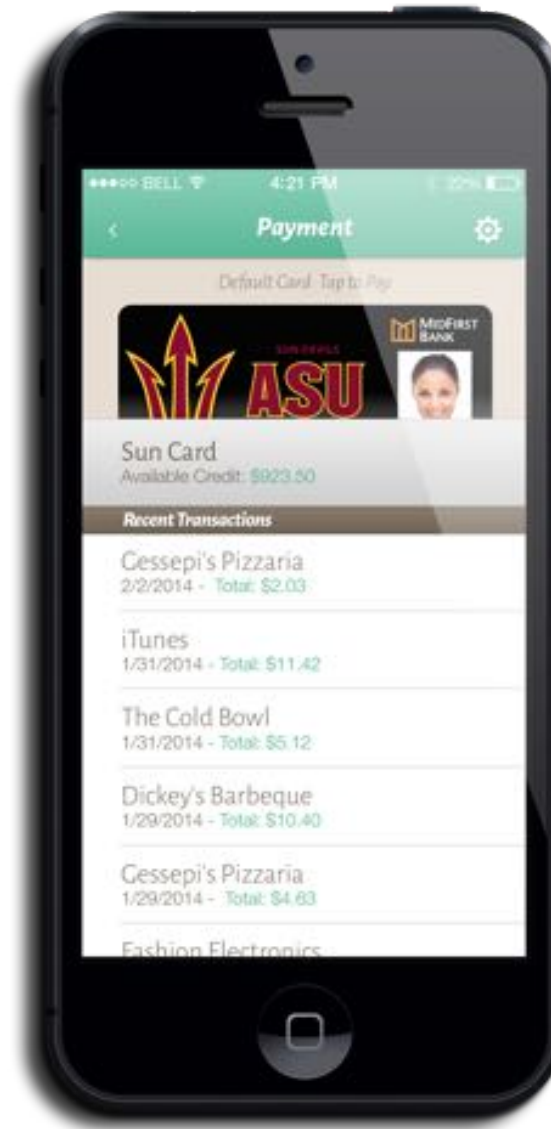 ●●●○○ BELL 4:21 PM 22%
Payment
Default Card Tap to Pay
SUN DEVILS
ASU
MIDFIRST
BANK
Sun Card
Available Credit: $923.50
Recent Transactions
Gessepi's Pizzaria
2/2/2014 - Total: $2.03
iTunes
1/31/2014 - Total: $11.42
The Cold Bowl
1/31/2014 - Total: $5.12
Dickey's Barbeque
1/29/2014 - Total: $10.40
Gessepi's Pizzaria
1/29/2014 - Total: $4.63
Fashion Electronics